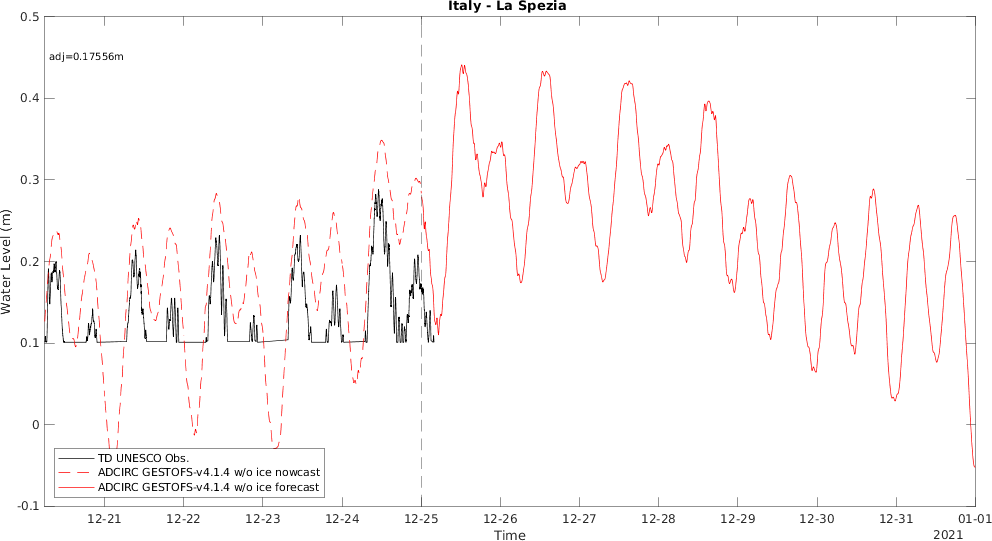 Italy - La Spezia
adj=0.17556m
Water Level (m)
0.5
0.4
0.3
0.2
0.1
0
-0.1
TD UNESCO Obs.
ADCIRC GESTOFS-v4.1.4 w/o ice nowcast
ADCIRC GESTOFS-v4.1.4 w/o ice forecast
12-21 12-22 12-23 12-24 12-25 12-26 12-27 12-28 12-29 12-30 12-31 01-01
Time
2021